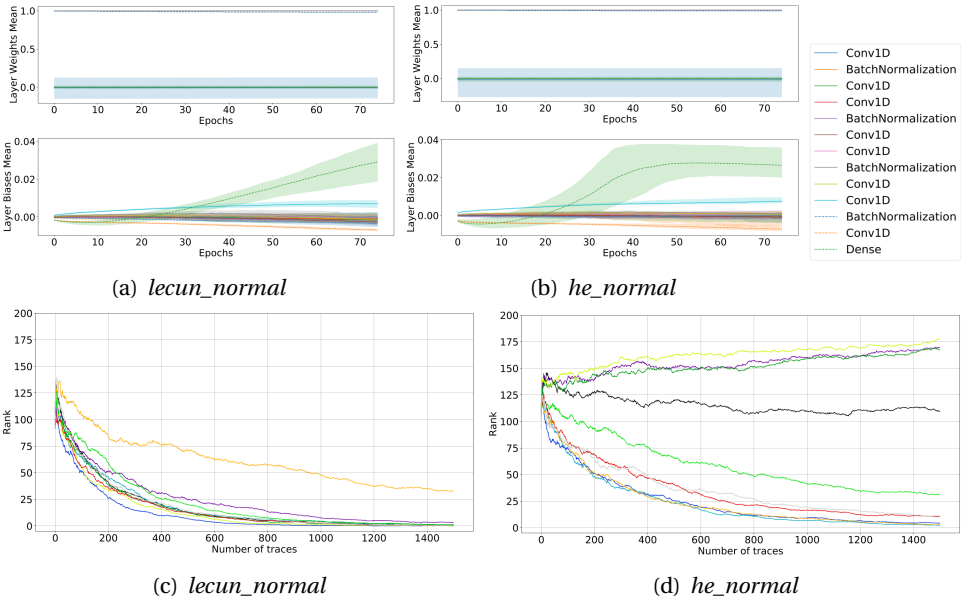 Layer Weights Mean
1.0
0.5
0.0
0 10 20 30 40 50 60 70
Epochs
Layer Biases Mean
0.04
0.02
0.00
0 10 20 30 40 50 60 70
Epochs
(a) lecun_normal
Layer Weights Mean
1.0
0.5
0.0
0 10 20 30 40 50 60 70
Epochs
Layer Biases Mean
0.04
0.02
0.00
0 10 20 30 40 50 60 70
Epochs
(b) he_normal
Conv1D
BatchNormalization
Conv1D
Conv1D
BatchNormalization
Conv1D
Conv1D
BatchNormalization
Conv1D
Conv1D
BatchNormalization
Conv1D
Dense
Rank
200
175
150
125
100
75
50
25
0
0 200 400 600 800 1000 1200 1400
Number of traces
(c) lecun_normal
Rank
200
175
150
125
100
75
50
25
0
0 200 400 600 800 1000 1200 1400
Number of traces
(d) he_normal